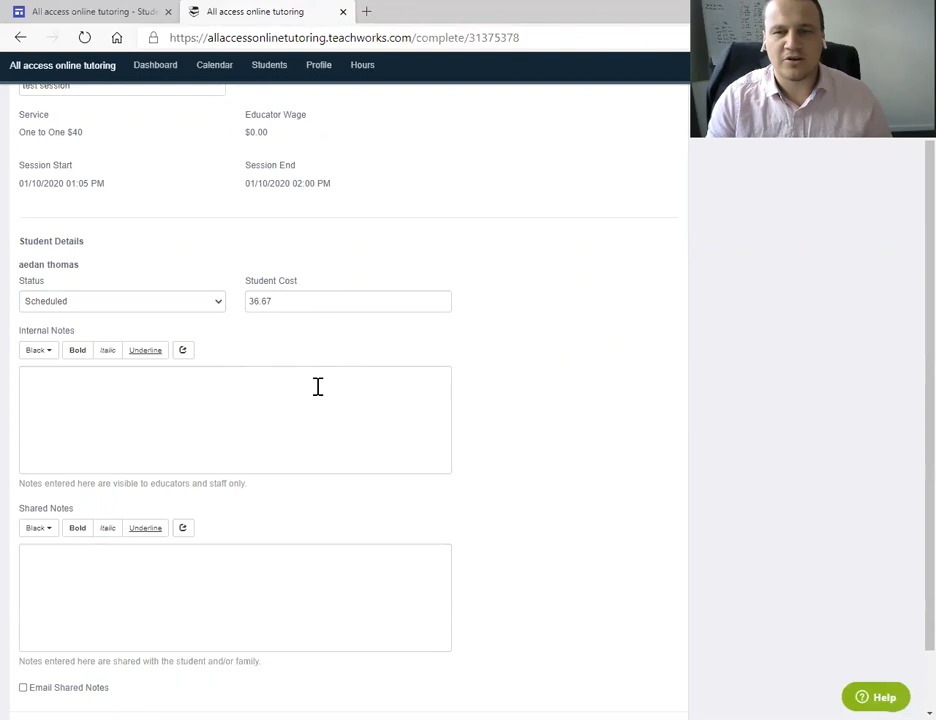 All access online tutoring - Stude
All access online tutoring
https://allaccessonlinetutoring.teachworks.com/complete/31375378
All access online tutoring Dashboard Calendar Students Profile Hours
test session
Service Educator Wage
One to One $40 $0.00
Session Start Session End
01/10/2020 01:05 PM 01/10/2020 02:00 PM
Student Details
aedan thomas
Status Student Cost
Scheduled 36.67
Internal Notes
Black Bold Italic Underline
Notes entered here are visible to educators and staff only.
Shared Notes
Black Bold Italic Underline
Notes entered here are shared with the student and/or family.
Email Shared Notes
Help